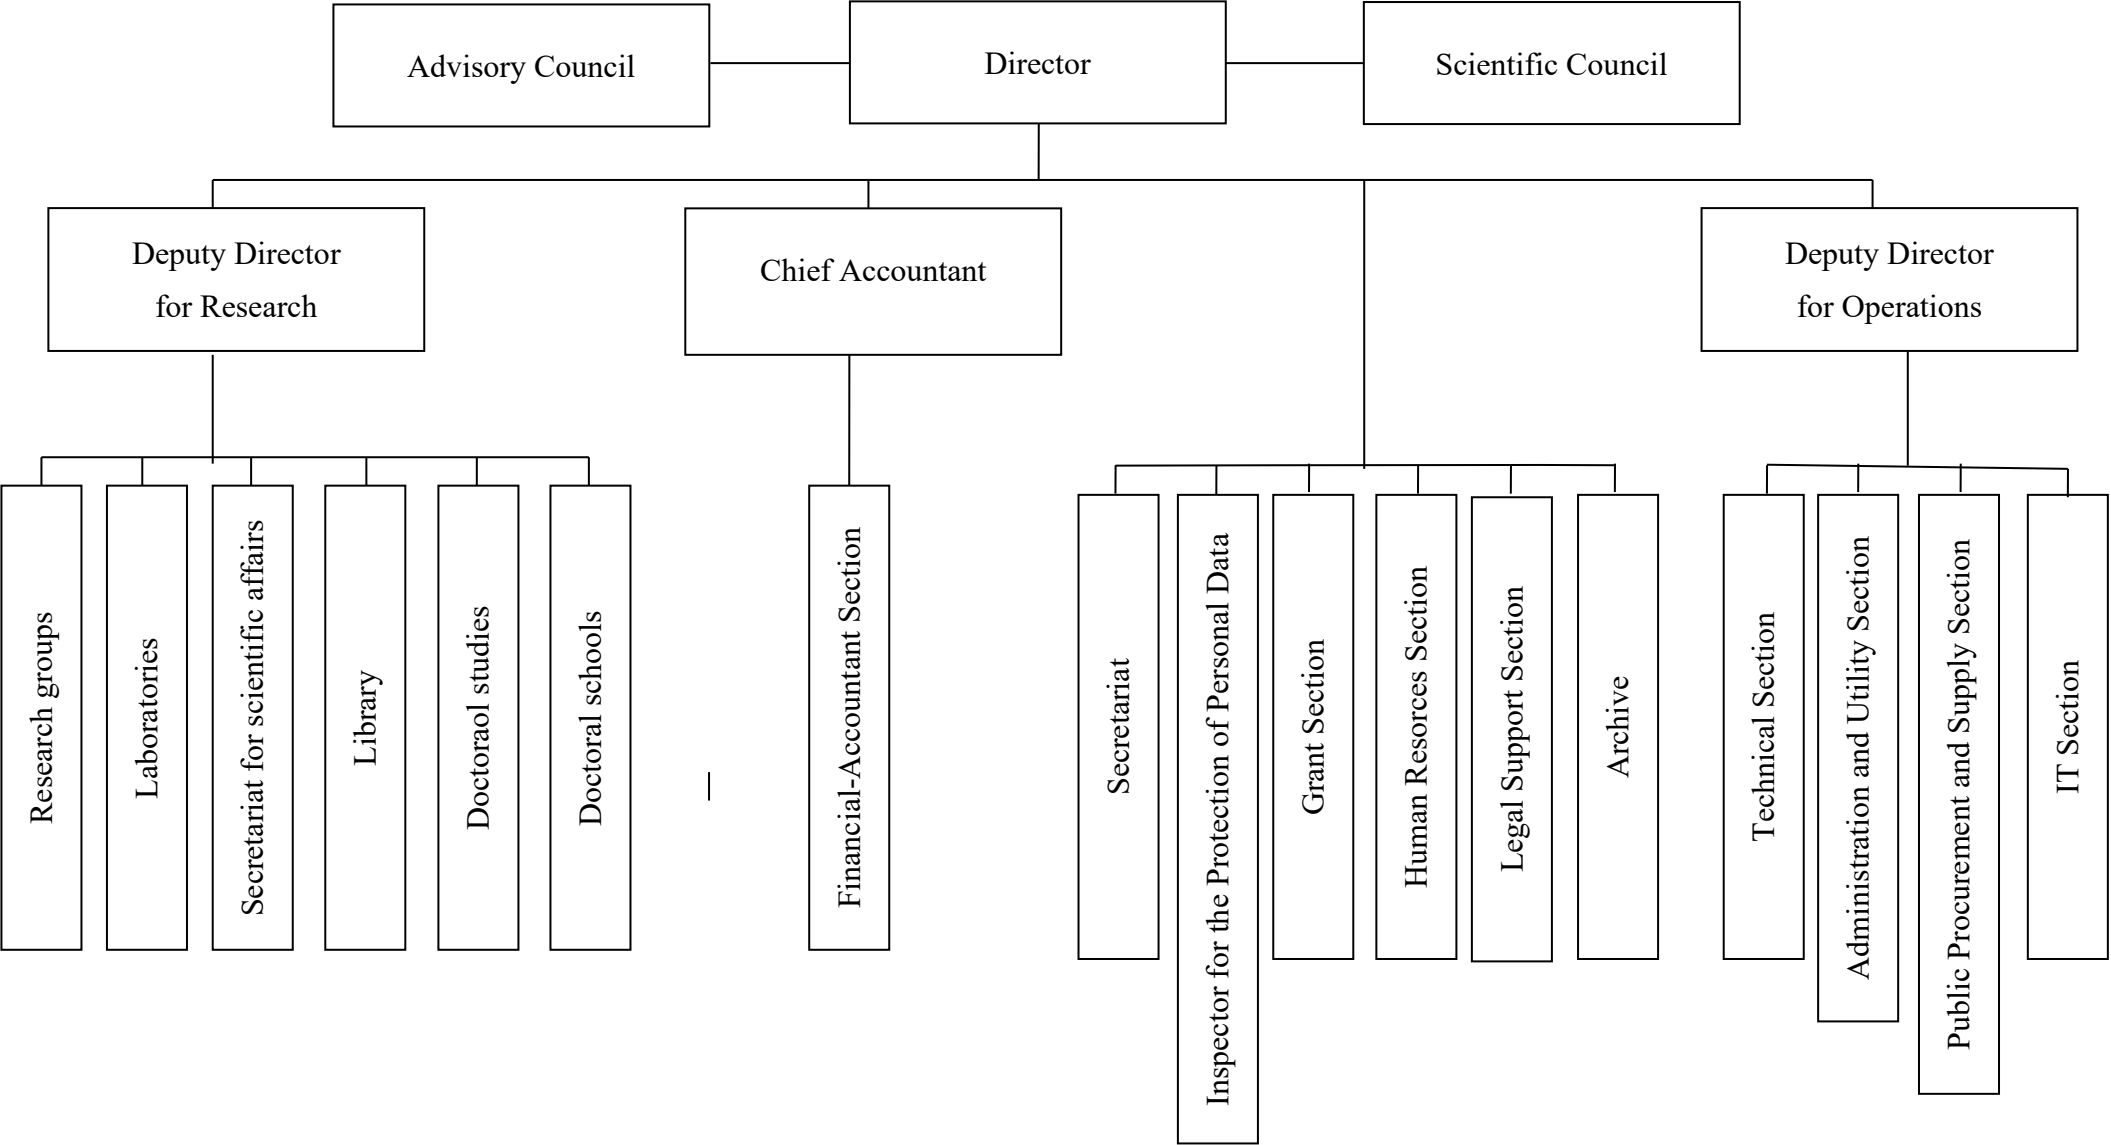 Advisory Council
Director
Scientific Council
Deputy Director
for Research
Chief Accountant
Deputy Director
for Operations
Research groups
Laboratories
Secretariat for scientific affairs
Library
Doctoraol studies
Doctoral schools
Financial-Accountant Section
Secretariat
Inspector for the Protection of Personal Data
Grant Section
Human Resorces Section
Legal Support Section
Archive
Technical Section
Administration and Utility Section
Public Procurement and Supply Section
IT Section